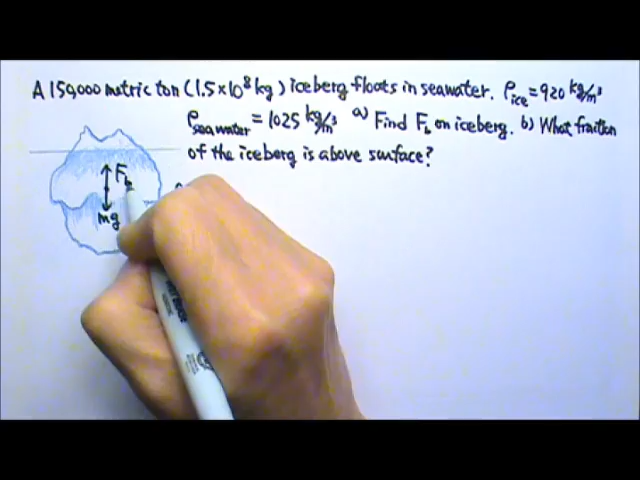 A 150,000 metric ton (1.5×10⁸ kg) iceberg floats in seawater. ρice = 920 kg/m³
ρseawater = 1025 kg/m³ a) Find Fb on iceberg. b) What fraction
of the iceberg is above surface?
Fb
mg